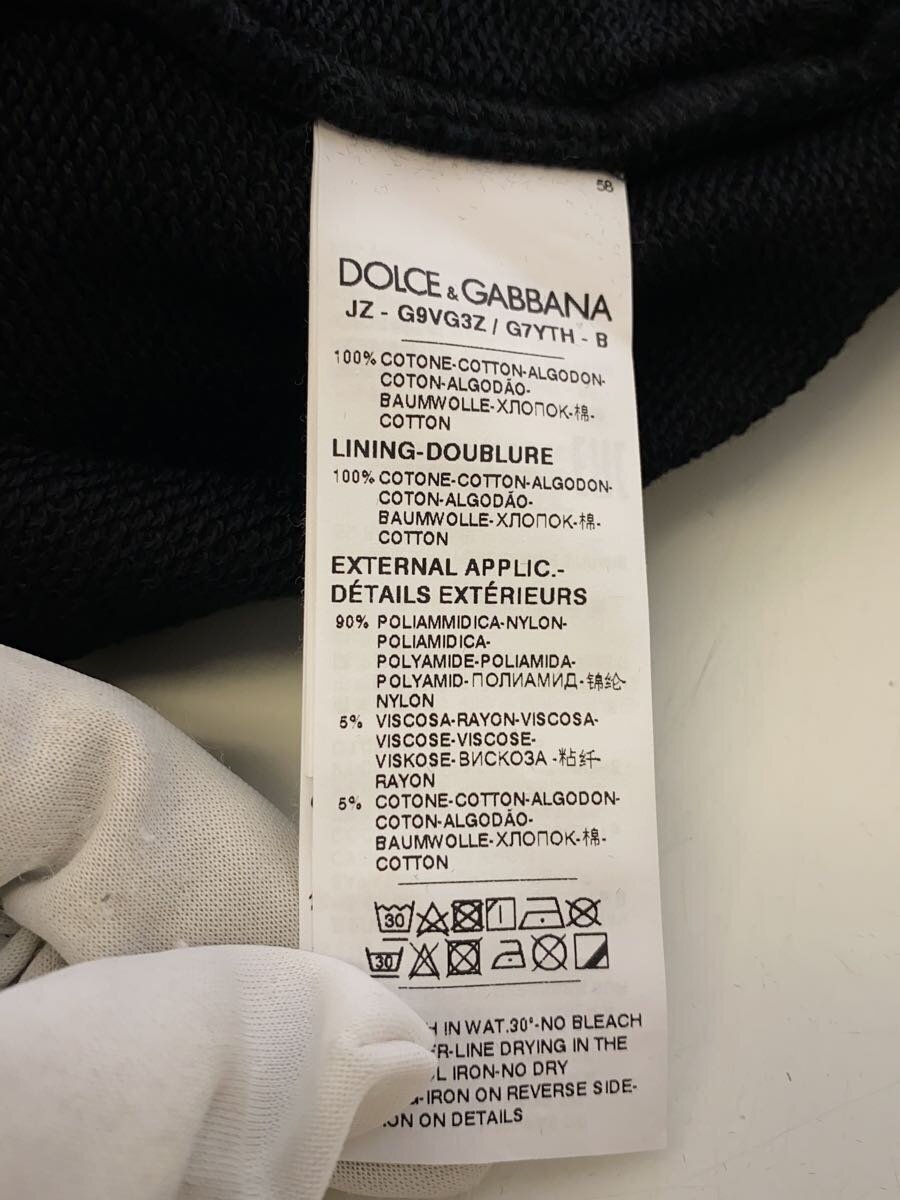 58
DOLCE & GABBANA
JZ - G9VG3Z / G7YTH - B
100% COTONE-COTTON-ALGODON-
COTON-ALGODÃO-
BAUMWOLLE-ХЛОПОК-棉-
COTTON
LINING-DOUBLURE
100% COTONE-COTTON-ALGODON-
COTON-ALGODÃO-
BAUMWOLLE-ХЛОПОК-棉-
COTTON
EXTERNAL APPLIC.-
DÉTAILS EXTÉRIEURS
90% POLIAMMIDICA-NYLON-
POLIAMIDICA-
POLYAMIDE-POLIAMIDA-
POLYAMID-ПОЛИАМИД-锦纶-
NYLON
5% VISCOSA-RAYON-VISCOSA-
VISCOSE-VISCOSE-
VISKOSE-ВИСКОЗА -粘纤-
RAYON
5% COTONE-COTTON-ALGODON-
COTON-ALGODÃO-
BAUMWOLLE-ХЛОПОК-棉-
COTTON
30
30
IN WAT.30°-NO BLEACH
-LINE DRYING IN THE
IRON-NO DRY
-IRON ON REVERSE SIDE-
ON DETAILS